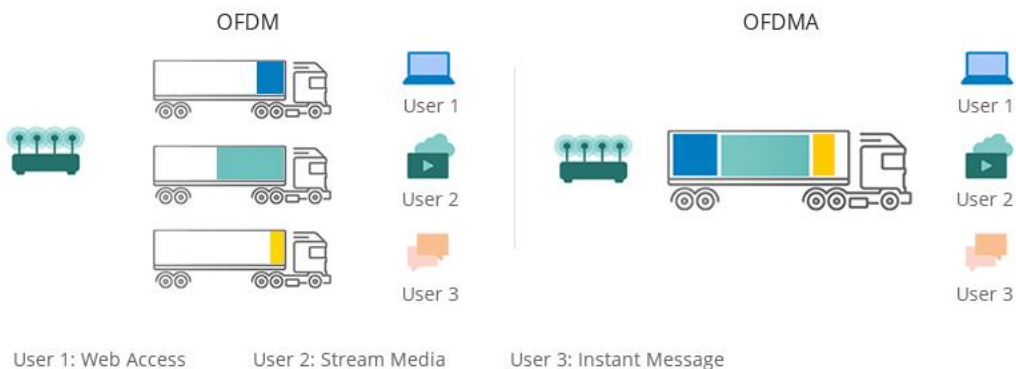 OFDM
OFDMA
User 1
User 1
User 2
User 2
User 3
User 3
User 1: Web Access
User 2: Stream Media
User 3: Instant Message